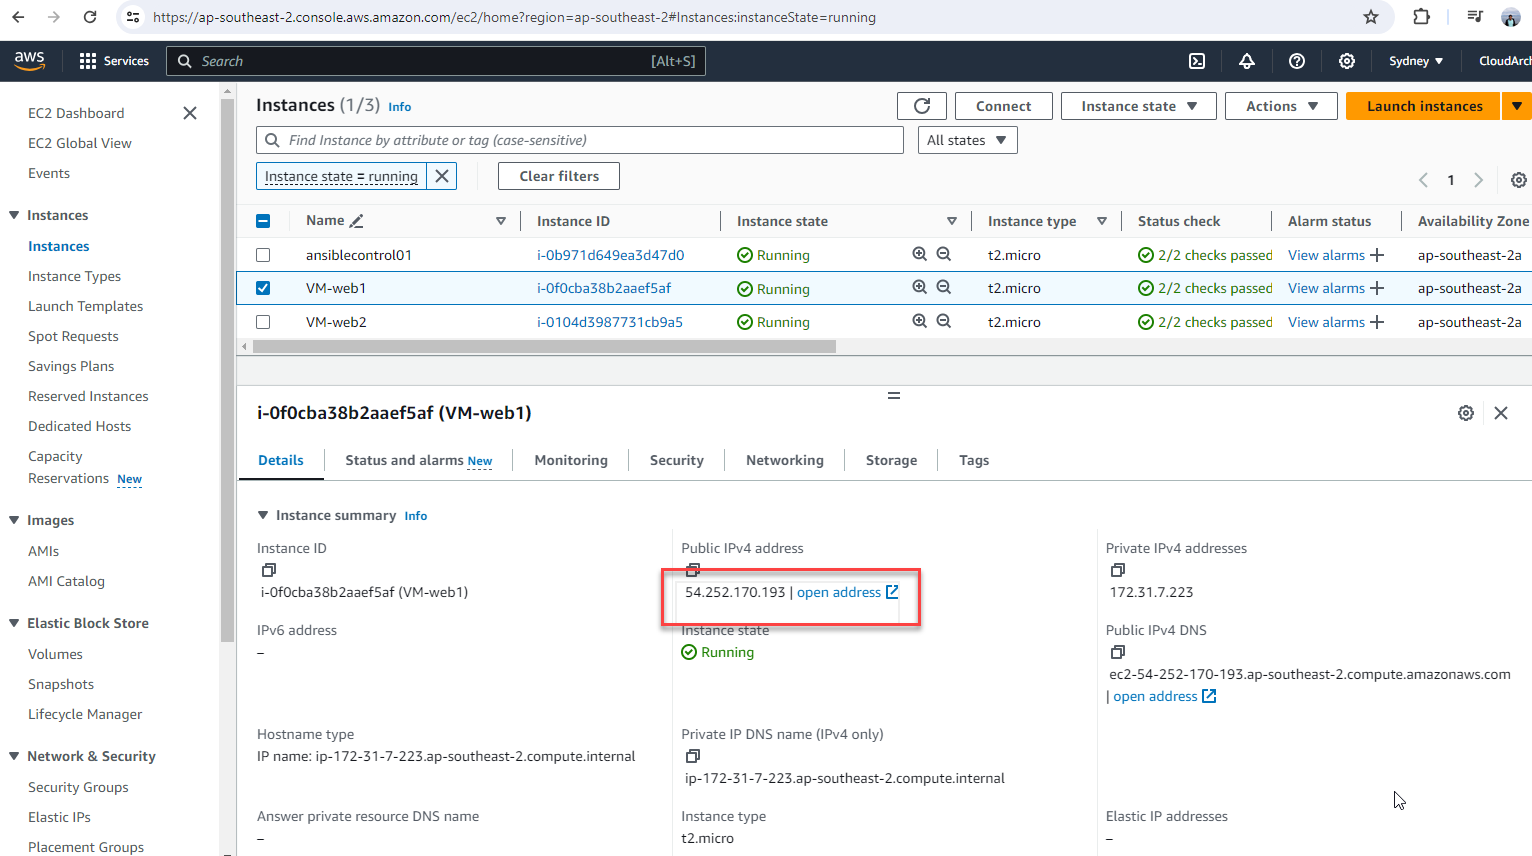 https://ap-southeast-2.console.aws.amazon.com/ec2/home?region=ap-southeast-2#Instances:instanceState=running
aws Services Search [Alt+S] Sydney CloudArch
EC2 Dashboard
EC2 Global View
Events
Instances
Instances
Instance Types
Launch Templates
Spot Requests
Savings Plans
Reserved Instances
Dedicated Hosts
Capacity
Reservations New
Images
AMIs
AMI Catalog
Elastic Block Store
Volumes
Snapshots
Lifecycle Manager
Network & Security
Security Groups
Elastic IPs
Placement Groups
Instances (1/3) Info Connect Instance state Actions Launch instances
Find Instance by attribute or tag (case-sensitive) All states
Instance state = running Clear filters 1
Name Instance ID Instance state Instance type Status check Alarm status Availability Zone
ansiblecontrol01 i-0b971d649ea3d47d0 Running t2.micro 2/2 checks passed View alarms ap-southeast-2a
VM-web1 i-0f0cba38b2aaef5af Running t2.micro 2/2 checks passed View alarms ap-southeast-2a
VM-web2 i-0104d3987731cb9a5 Running t2.micro 2/2 checks passed View alarms ap-southeast-2a
i-0f0cba38b2aaef5af (VM-web1)
Details Status and alarms New Monitoring Security Networking Storage Tags
Instance summary Info
Instance ID
i-0f0cba38b2aaef5af (VM-web1)
Public IPv4 address
54.252.170.193 | open address
Private IPv4 addresses
172.31.7.223
IPv6 address
–
Instance state
Running
Public IPv4 DNS
ec2-54-252-170-193.ap-southeast-2.compute.amazonaws.com
| open address
Hostname type
IP name: ip-172-31-7-223.ap-southeast-2.compute.internal
Private IP DNS name (IPv4 only)
ip-172-31-7-223.ap-southeast-2.compute.internal
Answer private resource DNS name
–
Instance type
t2.micro
Elastic IP addresses
–